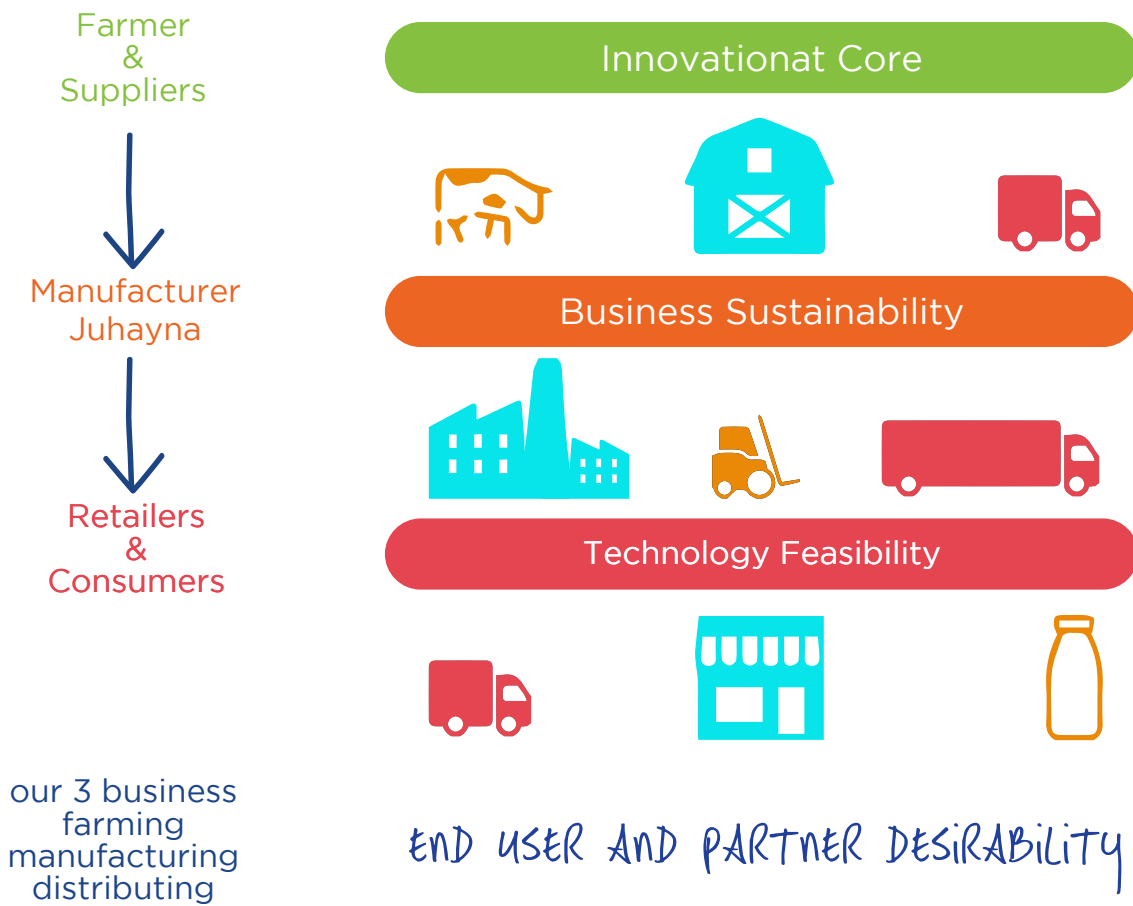 Farmer
&
Suppliers
Innovationat Core
Manufacturer
Juhayna
Business Sustainability
Retailers
&
Consumers
Technology Feasibility
our 3 business
farming
manufacturing
distributing
END USER AND PARTNER DESIRABILITY